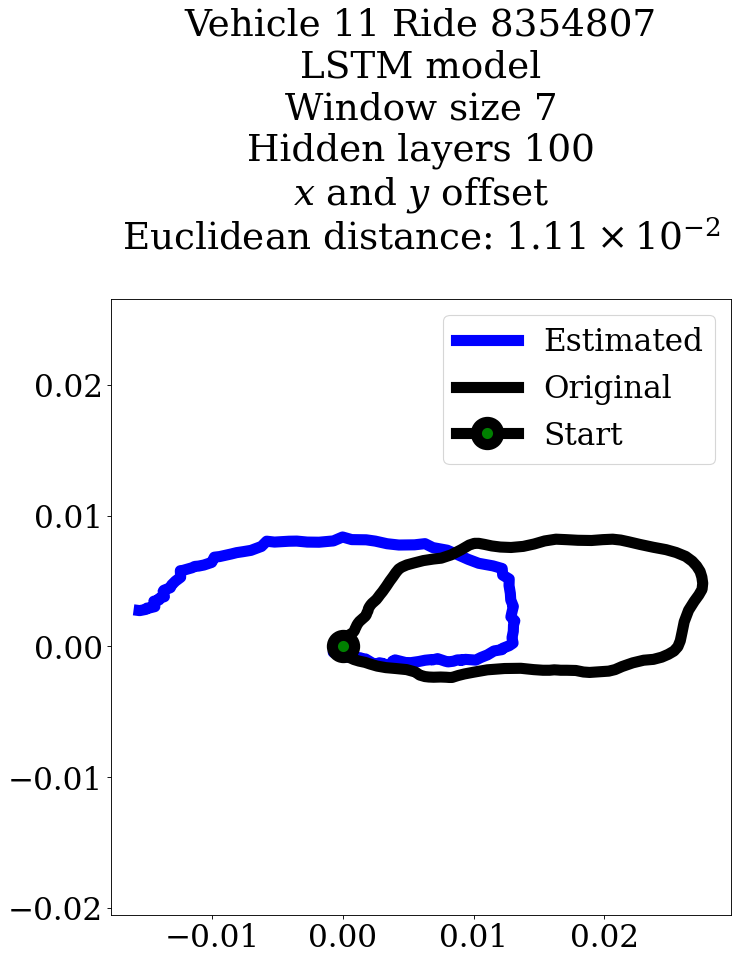 Vehicle 11 Ride 8354807
LSTM model
Window size 7
Hidden layers 100
x and y offset
Euclidean distance: 1.11 × 10⁻²
Estimated
Original
Start
0.02
0.01
0.00
−0.01
−0.02
−0.01 0.00 0.01 0.02